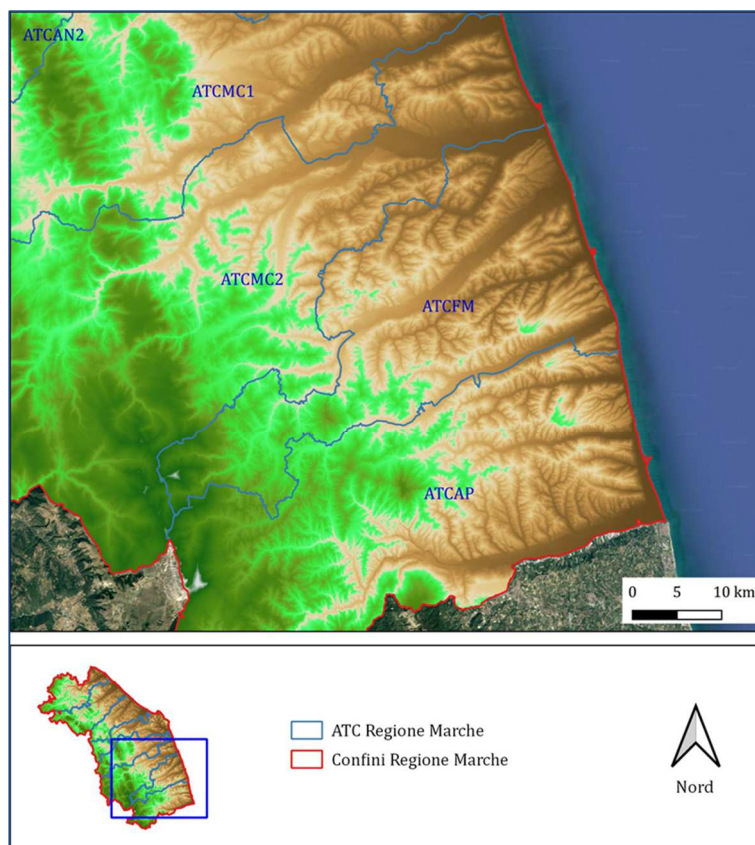 ATCAN2
ATCMC1
ATCMC2
ATCFM
ATCAP
0 5 10 km
ATC Regione Marche
Confini Regione Marche
Nord